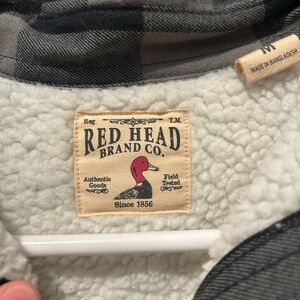 M
MADE IN BANGLADESH
Reg. T.M.
RED HEAD
BRAND CO.
Authentic Field
Goods Tested
Since 1856